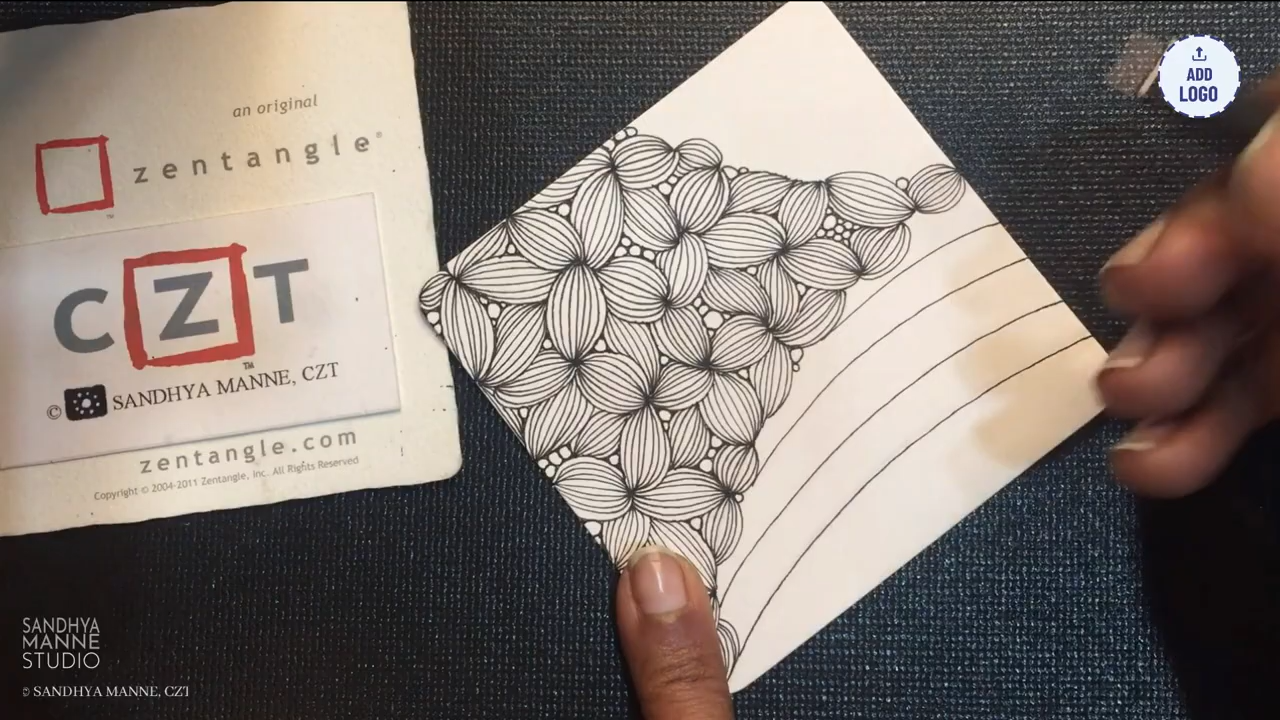 an original
zentangle®
™
CZT
™
© SANDHYA MANNE, CZT
zentangle.com
Copyright © 2004-2011 Zentangle, Inc. All Rights Reserved
ADD
LOGO
SANDHYA
MANNE
STUDIO
© SANDHYA MANNE, CZT